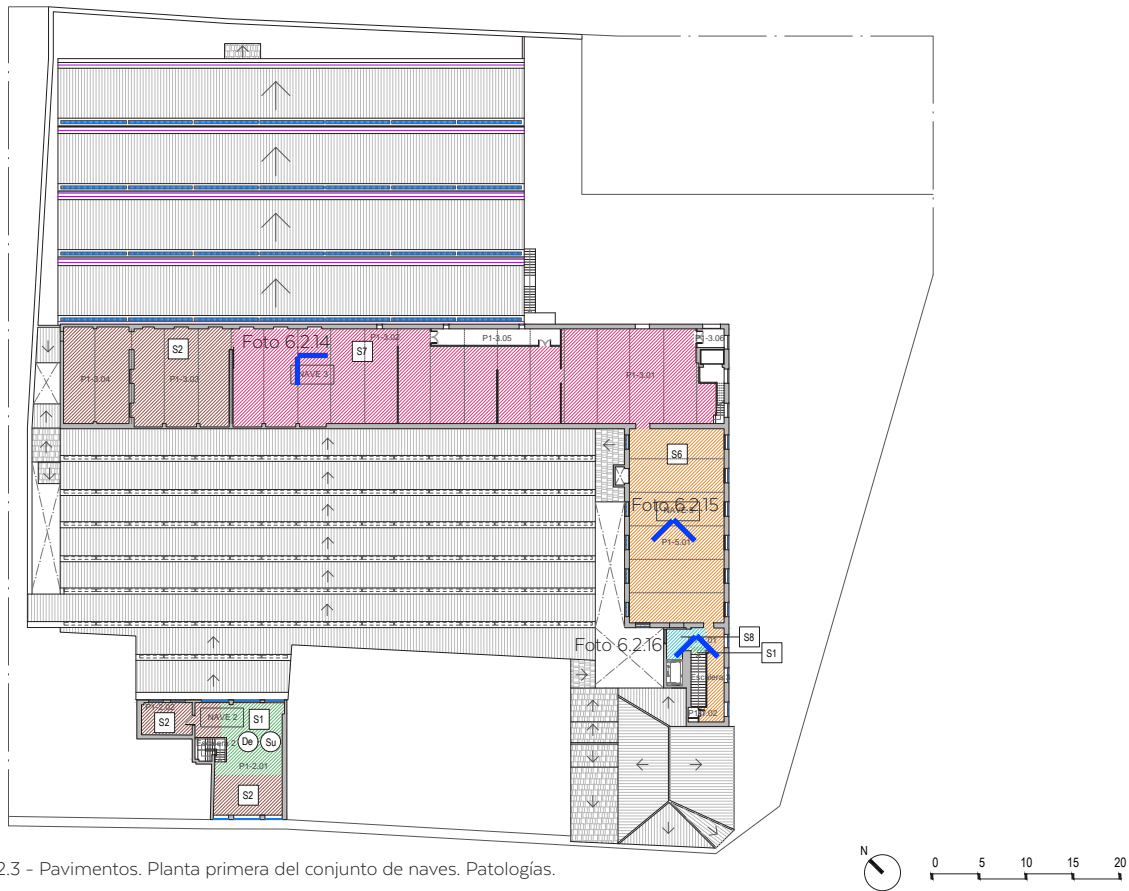 Foto 6.2.14
S2
S7
P1-3.02
P1-3.05
P1-3.06
NAVE 3
P1-3.04
P1-3.03
P1-3.01
S6
Foto 6.2.15
P1-5.01
Foto 6.2.16
S8
S1
P1-2.02
NAVE 2
S1
S2
De
Su
P1-2.01
S2
N
0 5 10 15 20
2.3 - Pavimentos. Planta primera del conjunto de naves. Patologías.